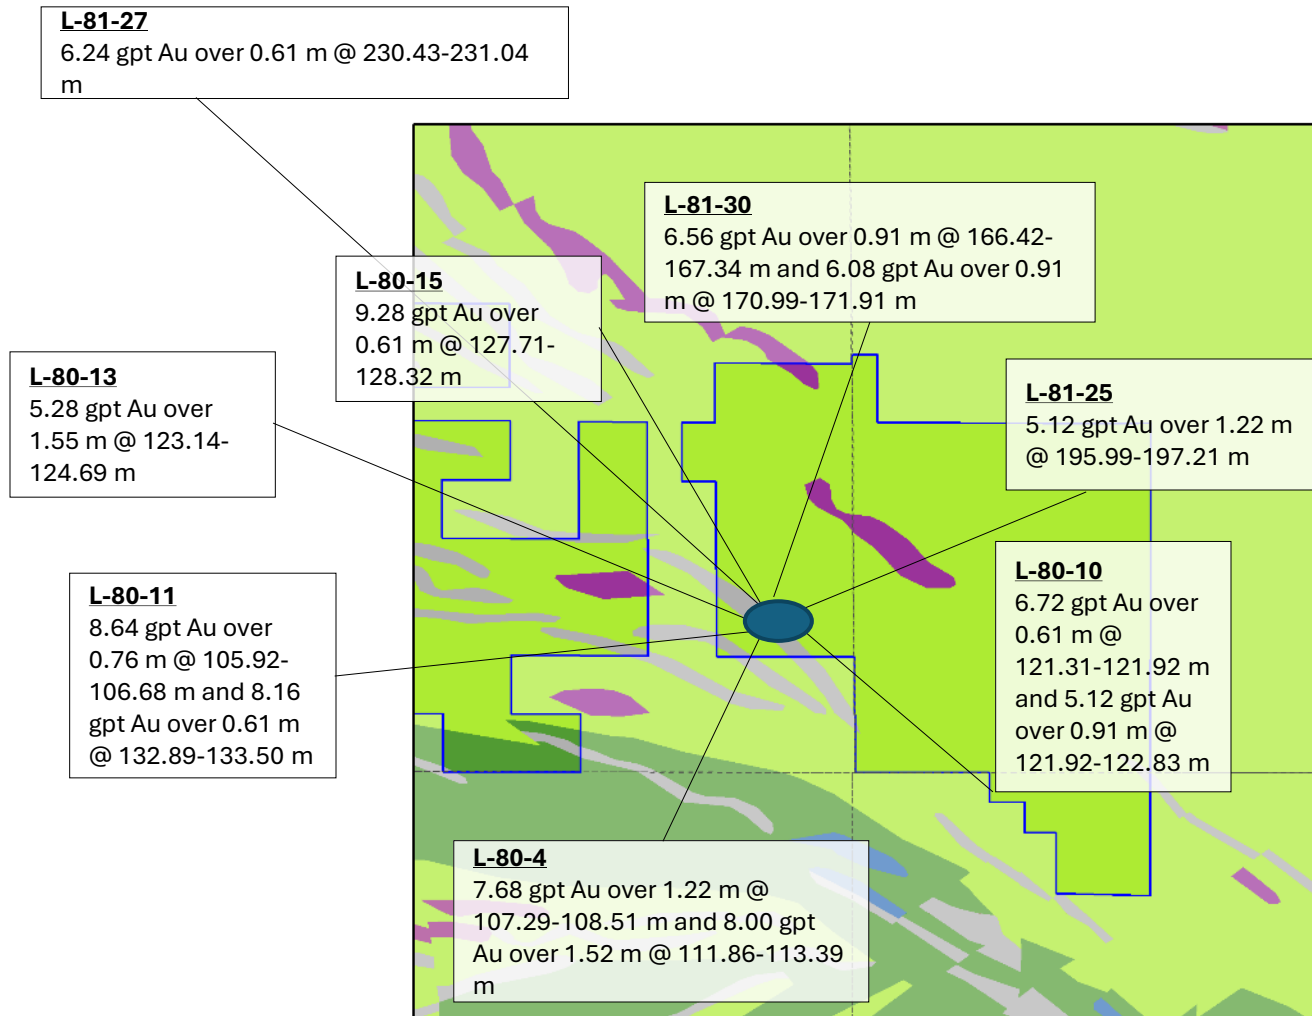 L-81-27
6.24 gpt Au over 0.61 m @ 230.43-231.04
m
L-81-30
6.56 gpt Au over 0.91 m @ 166.42-
167.34 m and 6.08 gpt Au over 0.91
m @ 170.99-171.91 m
L-80-15
9.28 gpt Au over
0.61 m @ 127.71-
128.32 m
L-80-13
5.28 gpt Au over
1.55 m @ 123.14-
124.69 m
L-81-25
5.12 gpt Au over 1.22 m
@ 195.99-197.21 m
L-80-10
6.72 gpt Au over
0.61 m @
121.31-121.92 m
and 5.12 gpt Au
over 0.91 m @
121.92-122.83 m
L-80-11
8.64 gpt Au over
0.76 m @ 105.92-
106.68 m and 8.16
gpt Au over 0.61 m
@ 132.89-133.50 m
L-80-4
7.68 gpt Au over 1.22 m @
107.29-108.51 m and 8.00 gpt
Au over 1.52 m @ 111.86-113.39
m